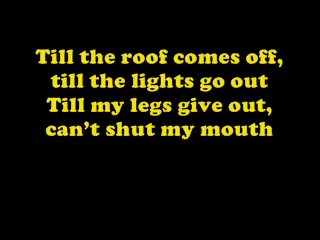 Till the roof comes off,
till the lights go out
Till my legs give out,
can't shut my mouth